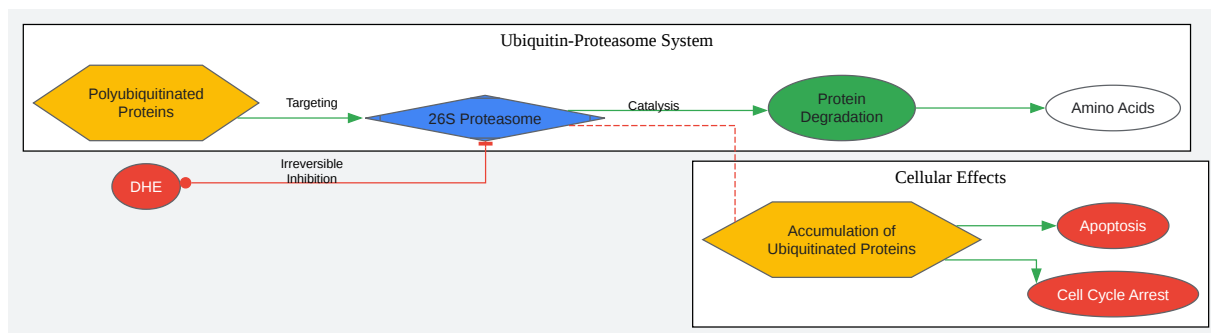 Ubiquitin-Proteasome System
Polyubiquitinated
Proteins
Targeting
26S Proteasome
Catalysis
Protein
Degradation
Amino Acids
DHE
Irreversible
Inhibition
Cellular Effects
Accumulation of
Ubiquitinated Proteins
Apoptosis
Cell Cycle Arrest